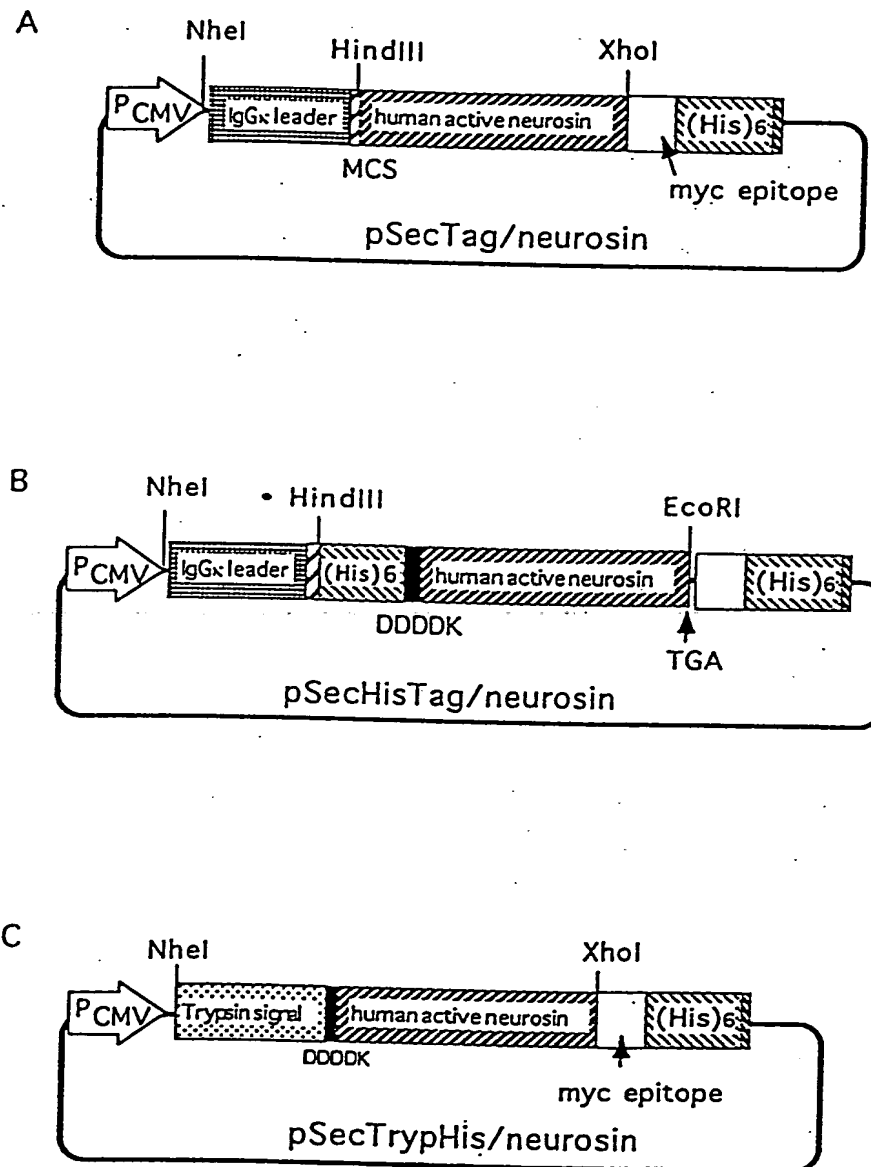 A
NheI
HindIII
XhoI
PCMV
IgGκ leader
human active neurosin
(His)6
MCS
myc epitope
pSecTag/neurosin
B
NheI
HindIII
EcoRI
PCMV
IgGκ leader
(His)6
human active neurosin
(His)6
DDDDK
TGA
pSecHisTag/neurosin
C
NheI
XhoI
PCMV
Trypsin signal
human active neurosin
(His)6
DDDDK
myc epitope
pSecTrypHis/neurosin